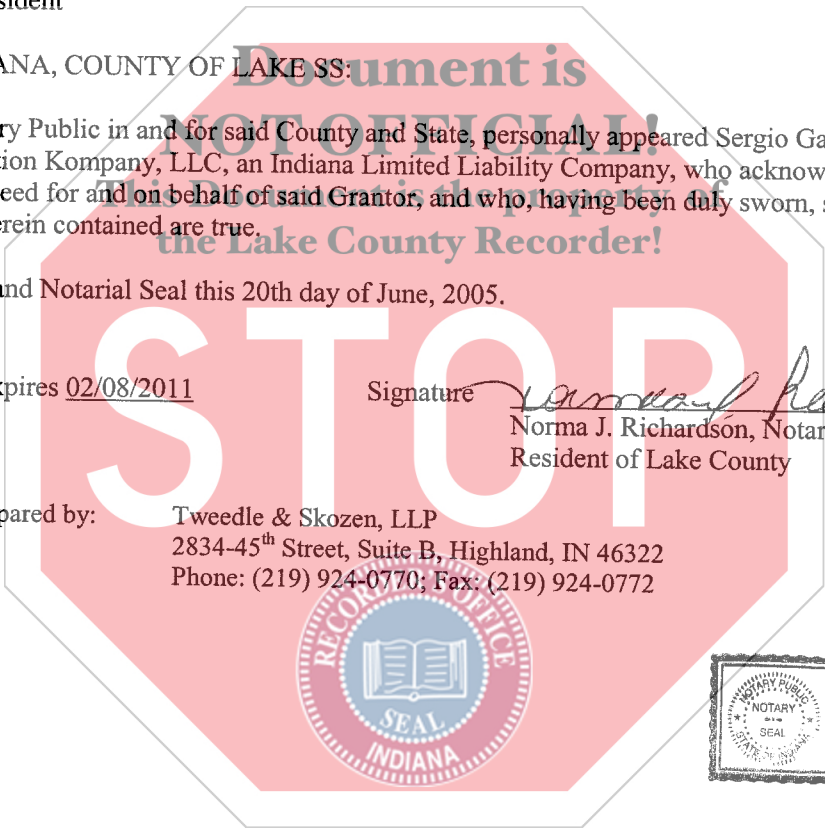 sident
ANA, COUNTY OF LAKE SS:
Document is
NOT OFFICIAL!
This Document is the property of
the Lake County Recorder!
ry Public in and for said County and State, personally appeared Sergio Ga
tion Kompany, LLC, an Indiana Limited Liability Company, who acknow
eed for and on behalf of said Grantor, and who, having been duly sworn, s
erein contained are true.
and Notarial Seal this 20th day of June, 2005.
STOP
xpires 02/08/2011
Signature
Norma J. Richardson, Notar
Resident of Lake County
pared by:
Tweedle & Skozen, LLP
2834-45th Street, Suite B, Highland, IN 46322
Phone: (219) 924-0770; Fax: (219) 924-0772
RECORDER'S OFFICE
SEAL
INDIANA
NOTARY PUBLIC
NOTARY
SEAL
STATE OF INDIANA